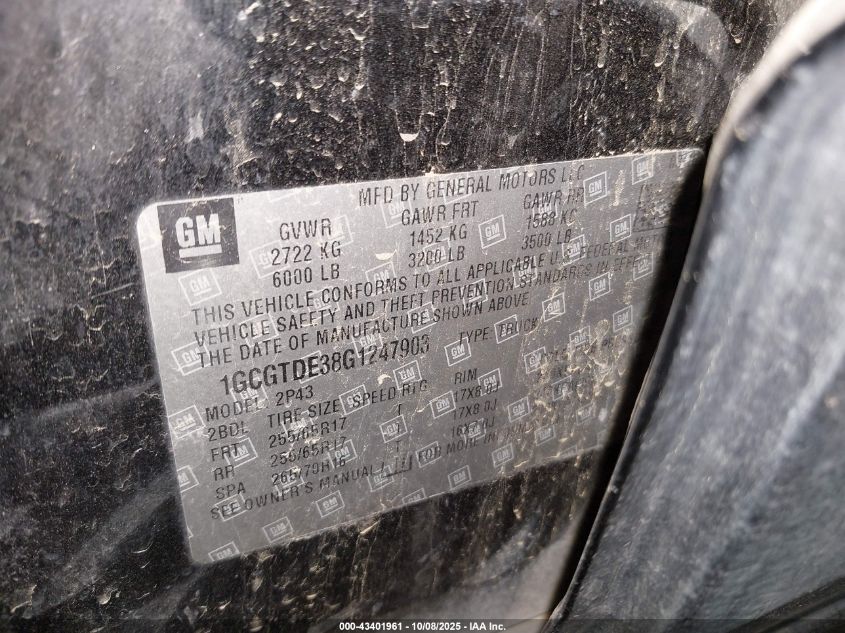 GM
MFD BY GENERAL MOTORS LLC
GVWR GAWR FRT GAWR RR
2722 KG 1452 KG 1588 KG
6000 LB 3200 LB 3500 LB
THIS VEHICLE CONFORMS TO ALL APPLICABLE U.S. FEDERAL MOTOR
VEHICLE SAFETY AND THEFT PREVENTION STANDARDS IN EFFECT
THE DATE OF MANUFACTURE SHOWN ABOVE
1GCGTDE38G1247903 TYPE: TRUCK
MODEL: 2P43
2BDL TIRE SIZE SPEED RTG RIM
FRT 255/65R17 T 17X8.0J
RR 255/65R17 T 17X8.0J
SPA 265/70R16 T 16X7.0J
SEE OWNER'S MANUAL FOR MORE INFORMATION
000-43401961 - 10/08/2025 - IAA Inc.